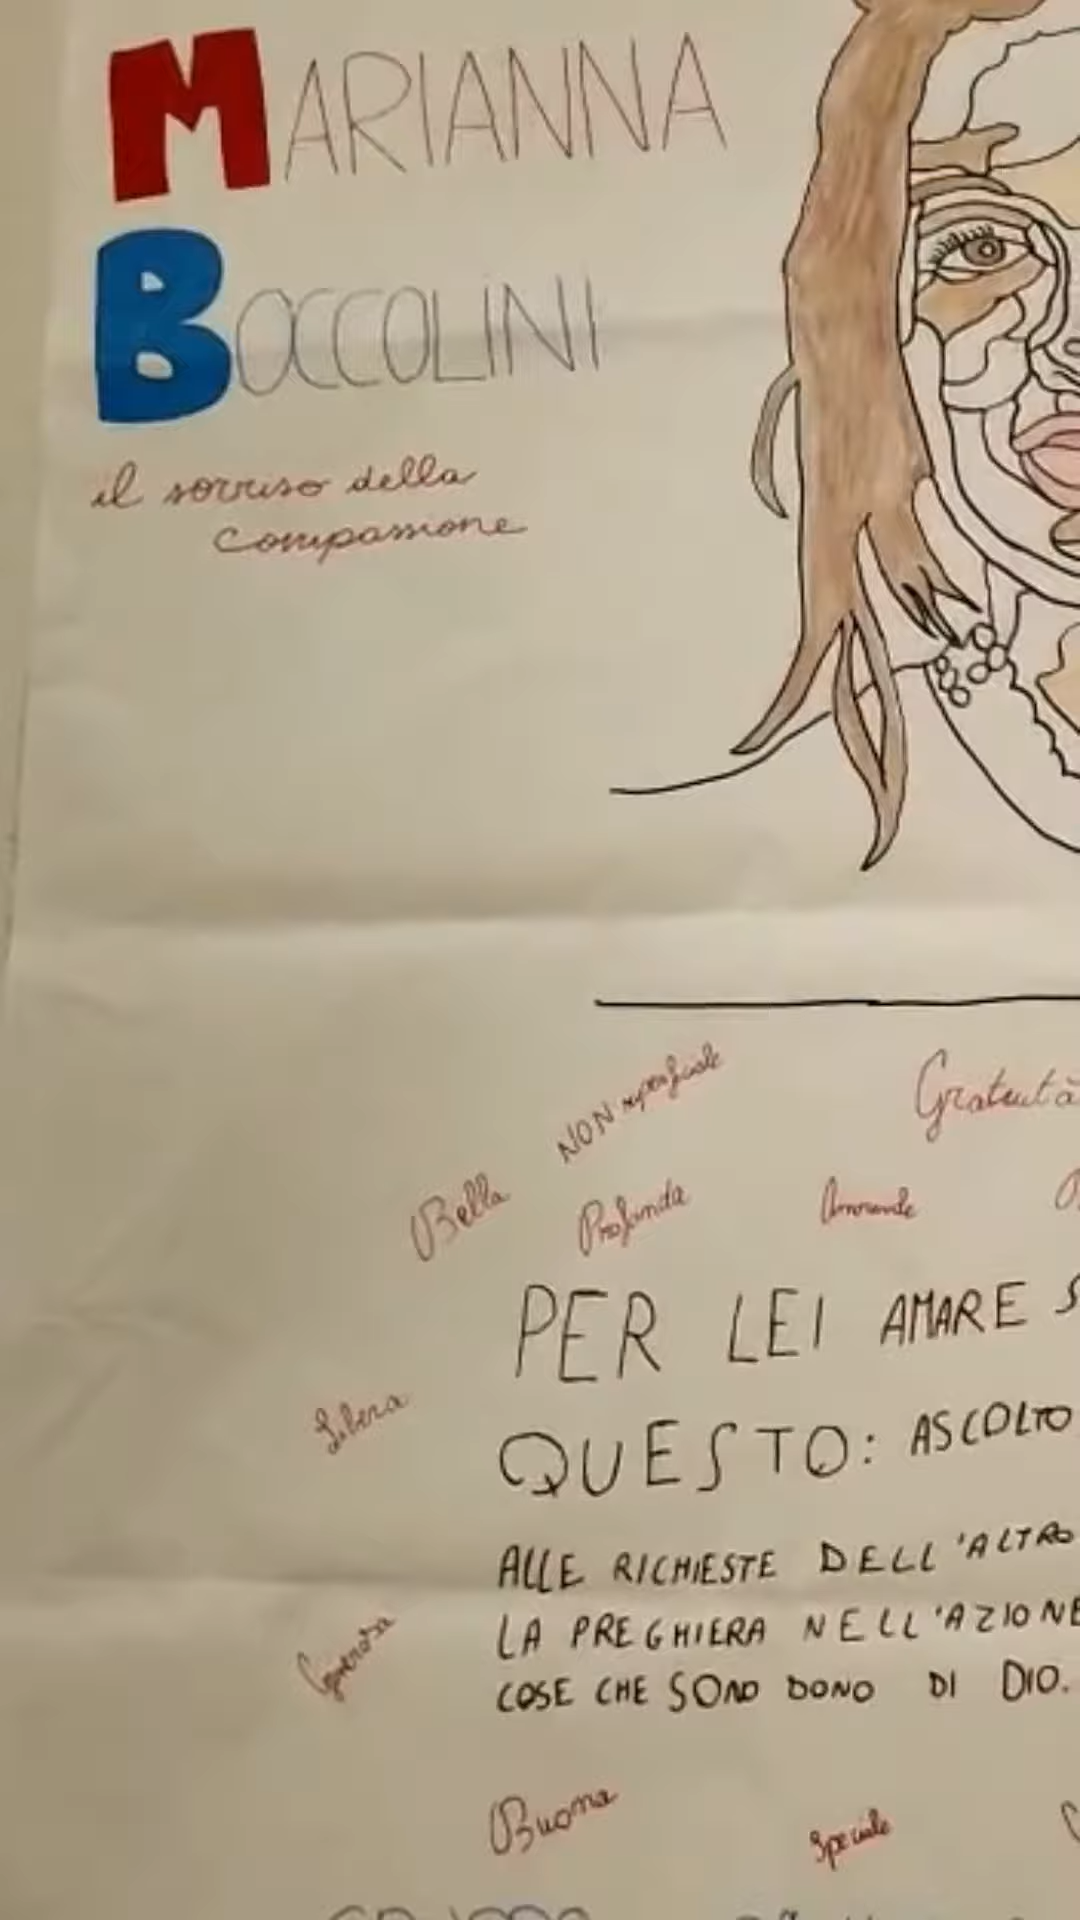 MARIANNA
BOCCOLINI
il sorriso della
compassione
NON superficiale
Gratuità
Bella
Profonda
Amorevole
PER LEI AMARE
QUESTO: ASCOLTO
Libera
ALLE RICHIESTE DELL'ALTRO
LA PREGHIERA NELL'AZIONE
COSE CHE SONO DONO DI DIO.
Generosa
Buona
Speciale